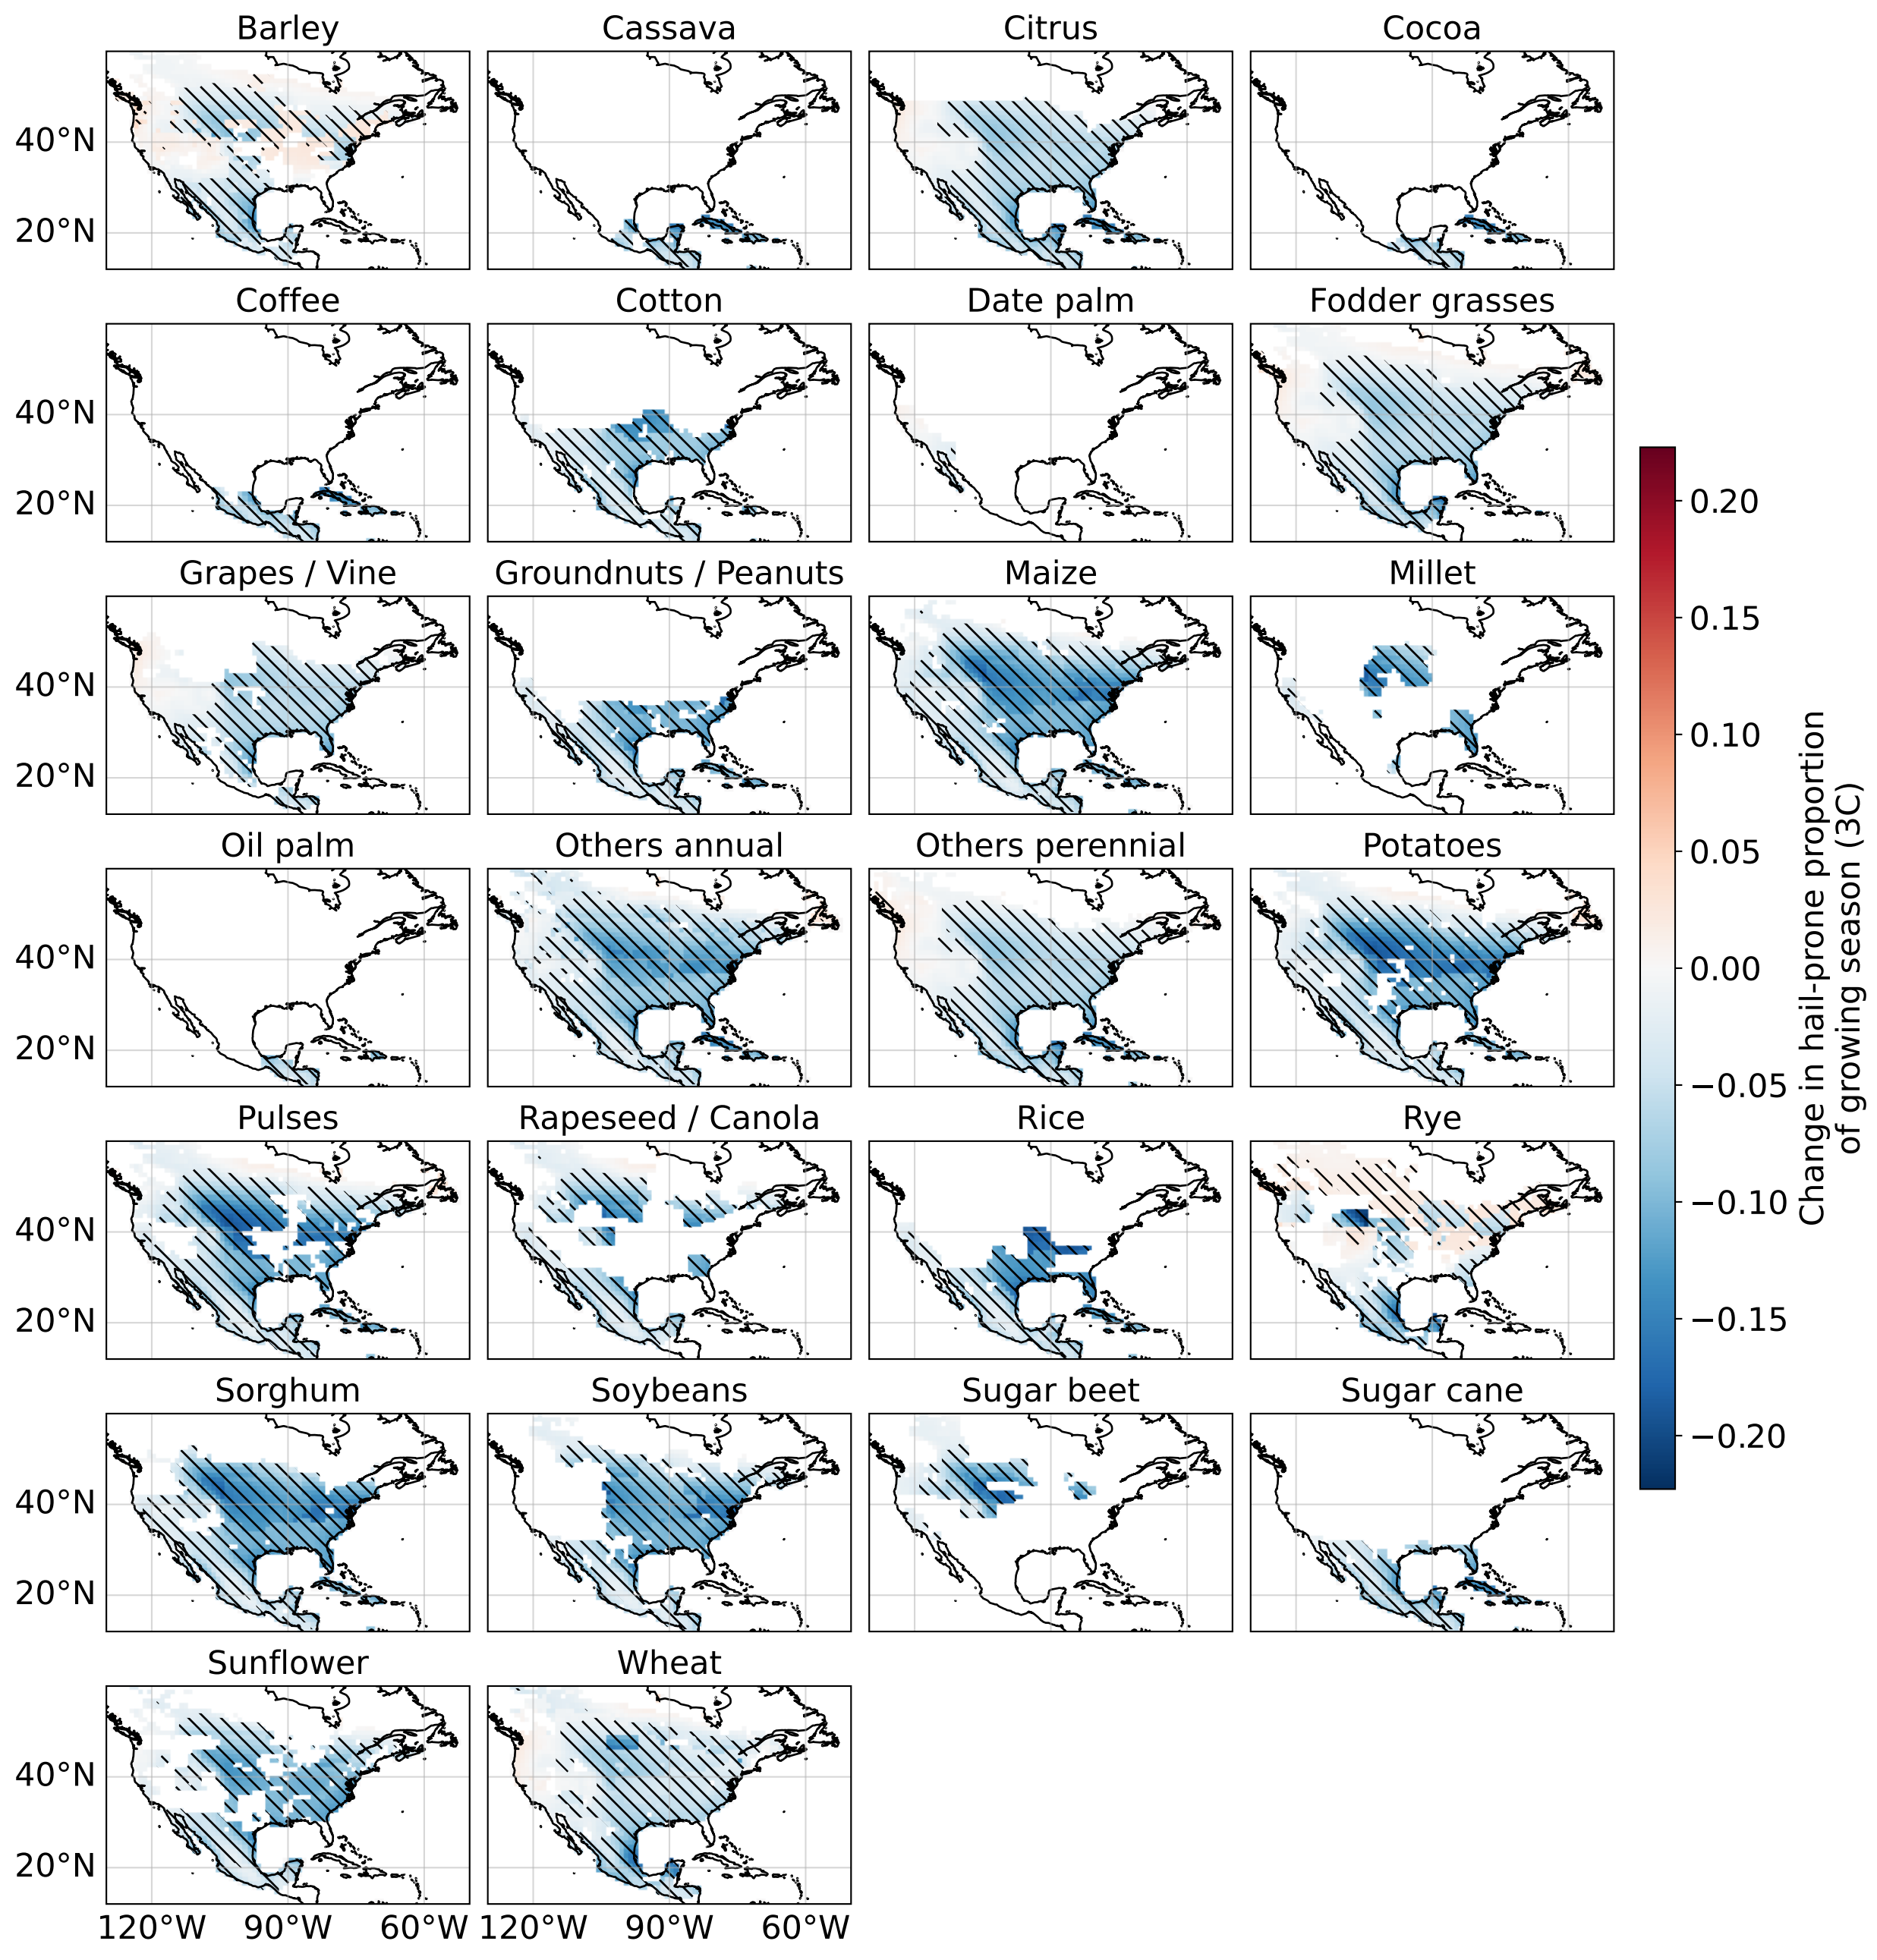 Barley Cassava Citrus Cocoa
40°N
20°N
Coffee Cotton Date palm Fodder grasses
40°N
20°N
Grapes / Vine Groundnuts / Peanuts Maize Millet
40°N
20°N
Oil palm Others annual Others perennial Potatoes
40°N
20°N
Pulses Rapeseed / Canola Rice Rye
40°N
20°N
Sorghum Soybeans Sugar beet Sugar cane
40°N
20°N
Sunflower Wheat
40°N
20°N
120°W 90°W 60°W 120°W 90°W 60°W
0.20
0.15
0.10
0.05
0.00
−0.05
−0.10
−0.15
−0.20
Change in hail-prone proportion
of growing season (3C)